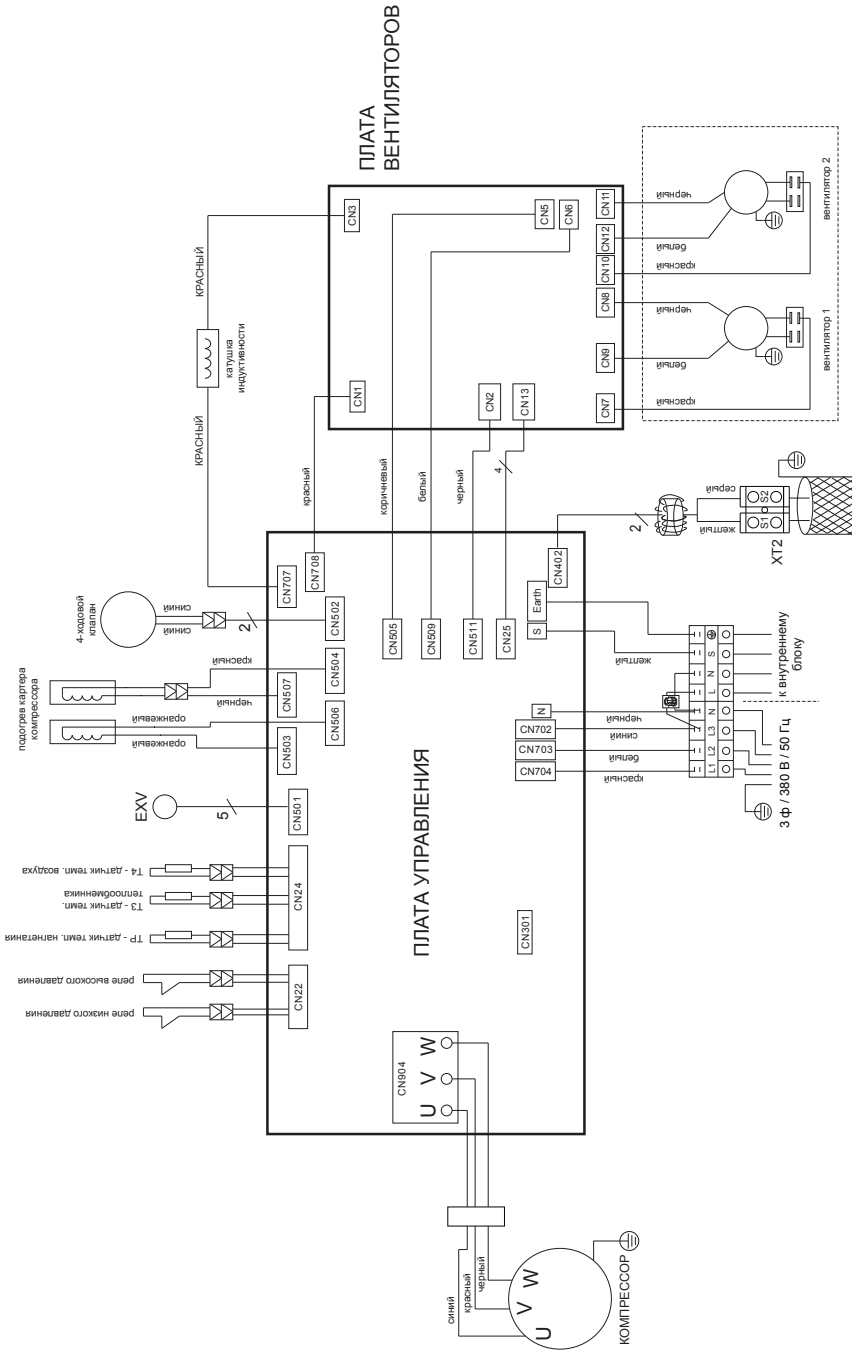 ПЛАТА
ВЕНТИЛЯТОРОВ
CN3
CN5
CN6
CN11
CN12
CN10
CN8
CN9
CN7
CN1
CN2
CN13
КРАСНЫЙ
катушка
индуктивности
КРАСНЫЙ
красный
коричневый
белый
черный
4
черный
белый
красный
черный
белый
красный
вентилятор 2
вентилятор 1
4-ходовой
клапан
синий
синий
2
подогрев картера
компрессора
красный
черный
оранжевый
оранжевый
EXV
5
T4 - датчик темп. воздуха
T3 - датчик темп.
теплообменника
TP - датчик темп. нагнетания
реле высокого давления
реле низкого давления
ПЛАТА УПРАВЛЕНИЯ
CN707
CN708
CN502
CN504
CN507
CN506
CN503
CN501
CN24
CN22
CN505
CN509
CN511
CN25
CN402
Earth
S
N
CN702
CN703
CN704
CN301
CN904
U V W
2
желтый
серый
S1
S2
XT2
желтый
черный
синий
белый
красный
L1
L2
L3
N
L
N
S
к внутреннему
блоку
3 ф / 380 В / 50 Гц
синий
красный
черный
U V W
КОМПРЕССОР